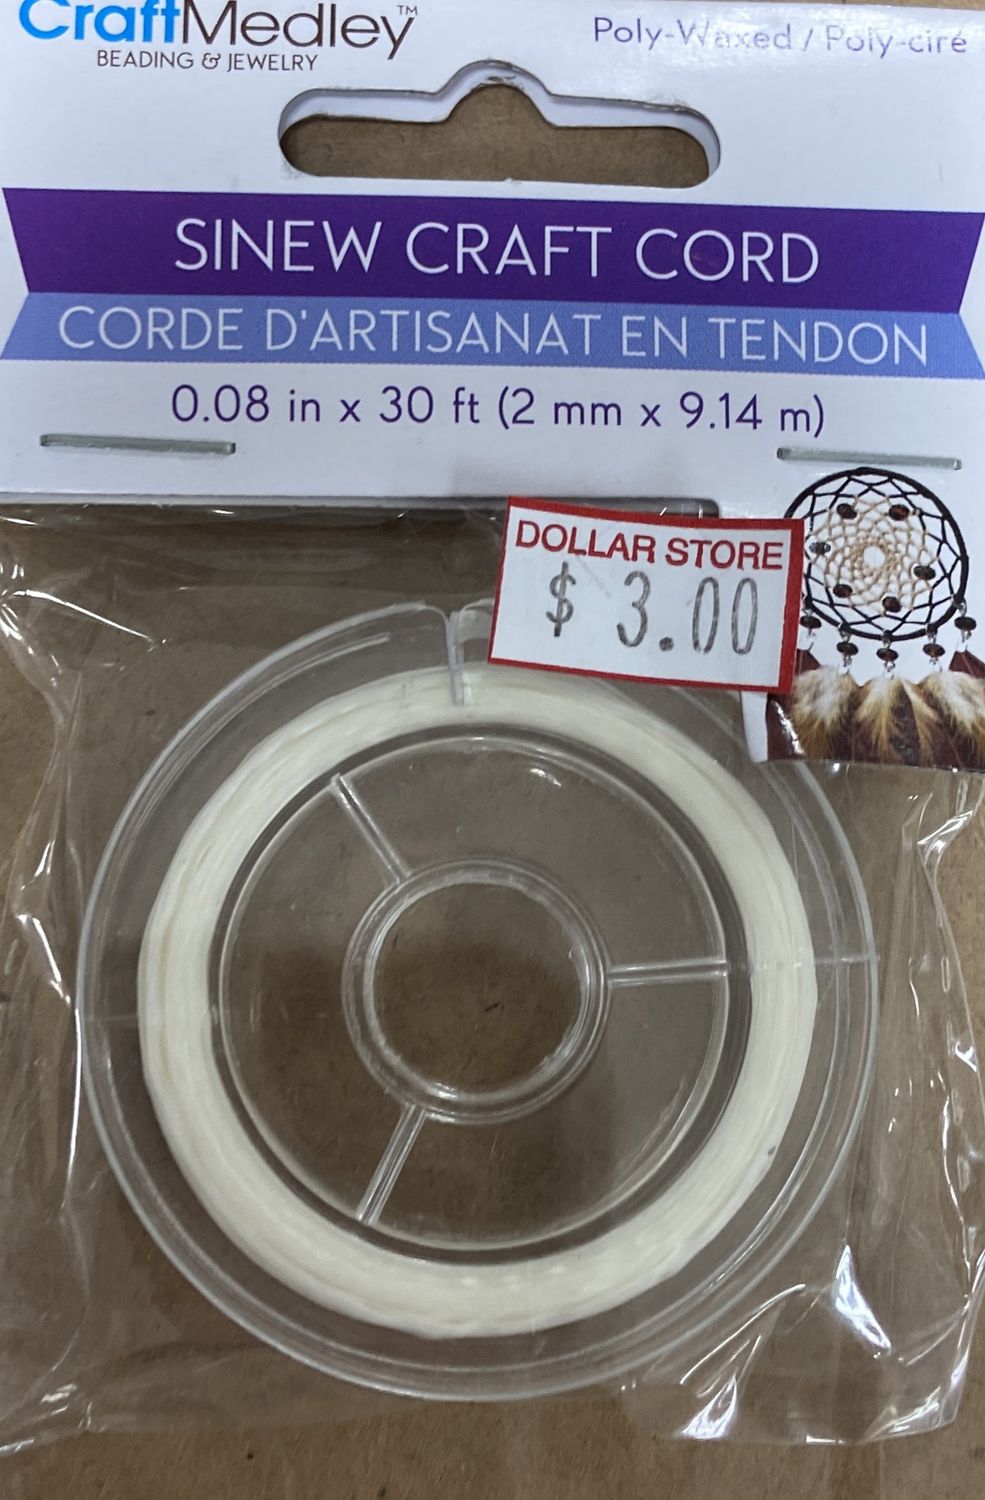 CraftMedley™
BEADING & JEWELRY
Poly-Waxed / Poly-ciré
SINEW CRAFT CORD
CORDE D'ARTISANAT EN TENDON
0.08 in x 30 ft (2 mm x 9.14 m)
DOLLAR STORE
$ 3.00